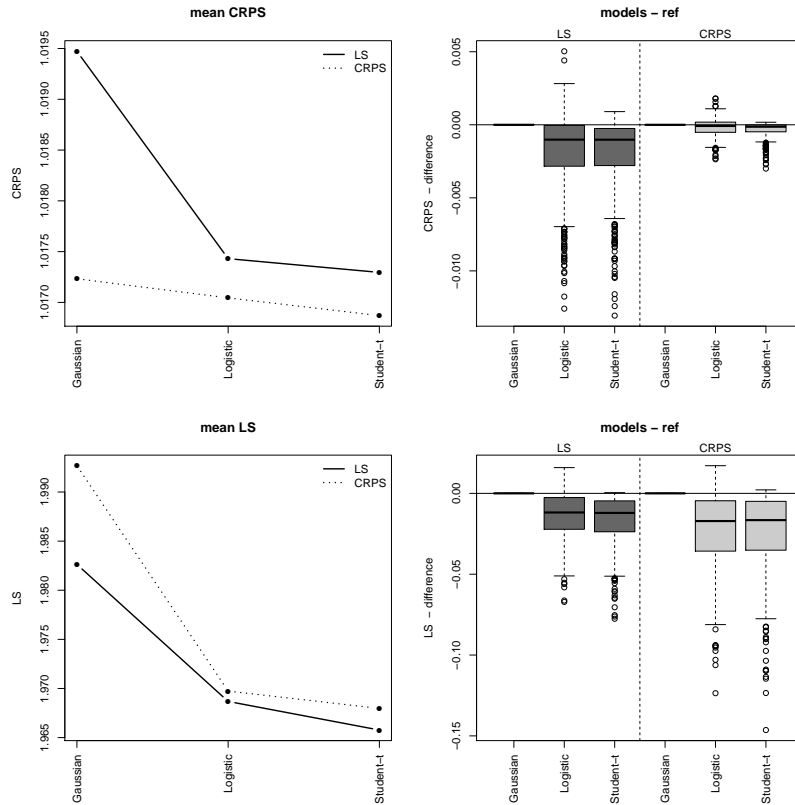 mean CRPS
LS
CRPS
CRPS
1.0170
1.0175
1.0180
1.0185
1.0190
1.0195
Gaussian
Logistic
Student−t
models − ref
LS
CRPS
CRPS − difference
−0.010
−0.005
0.000
0.005
Gaussian
Logistic
Student−t
Gaussian
Logistic
Student−t
mean LS
LS
CRPS
LS
1.965
1.970
1.975
1.980
1.985
1.990
Gaussian
Logistic
Student−t
models − ref
LS
CRPS
LS − difference
−0.15
−0.10
−0.05
0.00
Gaussian
Logistic
Student−t
Gaussian
Logistic
Student−t